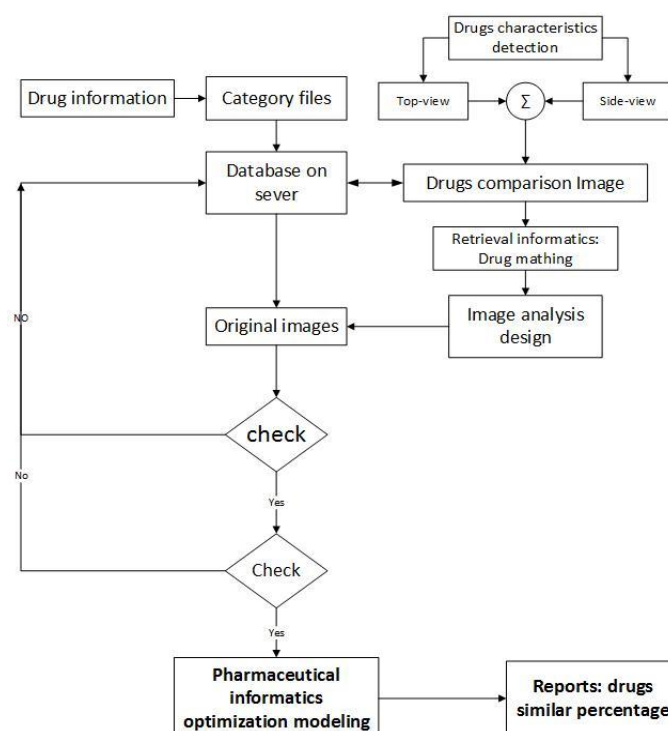 Drugs characteristics
detection
Drug information
Category files
Top-view
Σ
Side-view
Database on
sever
Drugs comparison Image
Retrieval informatics:
Drug mathing
NO
Original images
Image analysis
design
check
No
Yes
Check
Yes
Pharmaceutical
informatics
optimization modeling
Reports: drugs
similar percentage